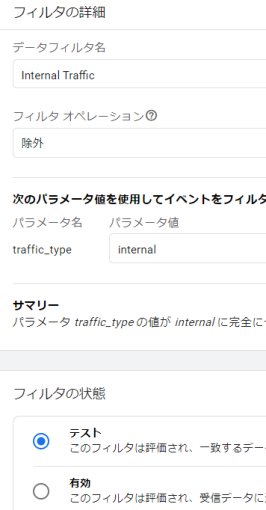 フィルタの詳細
データフィルタ名
Internal Traffic
フィルタ オペレーション
除外
次のパラメータ値を使用してイベントをフィルタ
パラメータ名 パラメータ値
traffic_type internal
サマリー
パラメータ traffic_type の値が internal に完全に
フィルタの状態
テスト
このフィルタは評価され、一致するデー
有効
このフィルタは評価され、受信データに